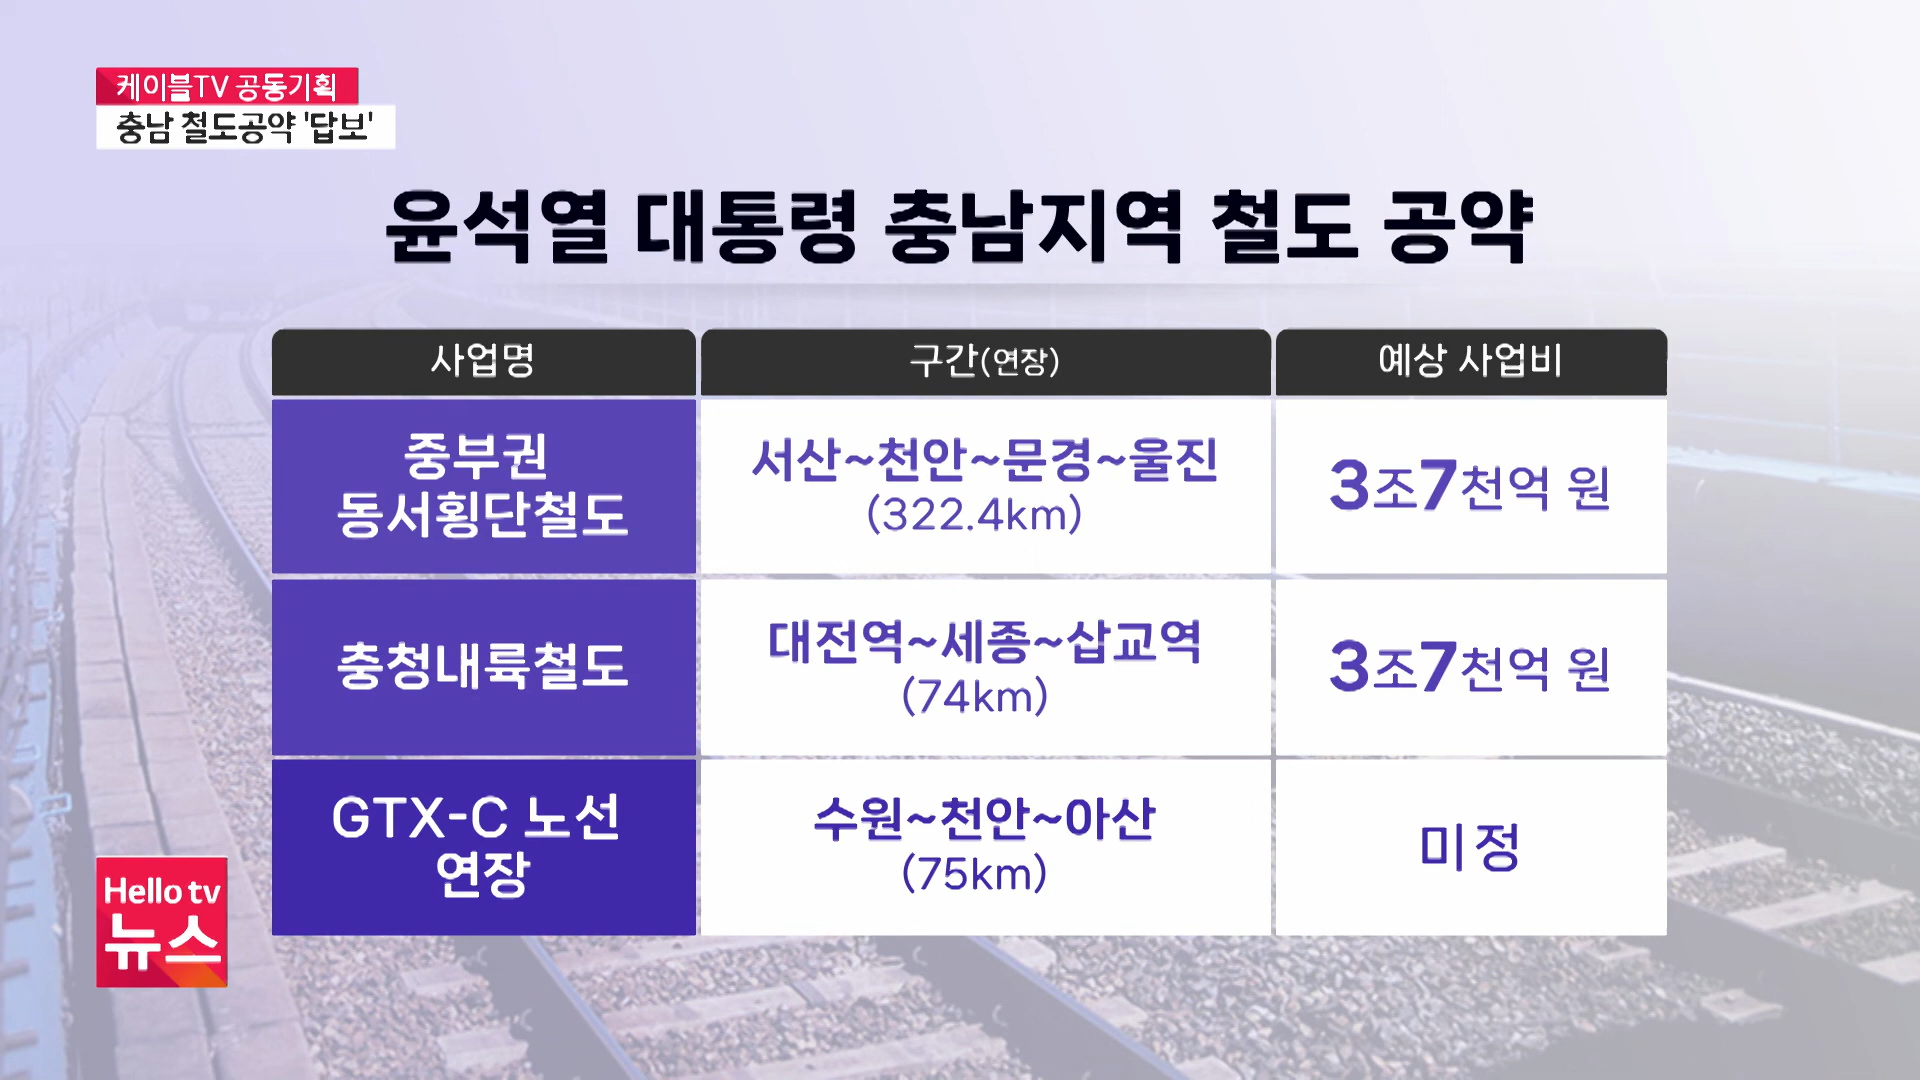 케이블TV 공동기획
충남 철도공약 '답보'
윤석열 대통령 충남지역 철도 공약
사업명 구간(연장) 예상 사업비
중부권
동서횡단철도
서산~천안~문경~울진
(322.4km)
3조7천억 원
충청내륙철도
대전역~세종~삽교역
(74km)
3조7천억 원
GTX-C 노선
연장
수원~천안~아산
(75km)
미정
Hello tv
뉴스